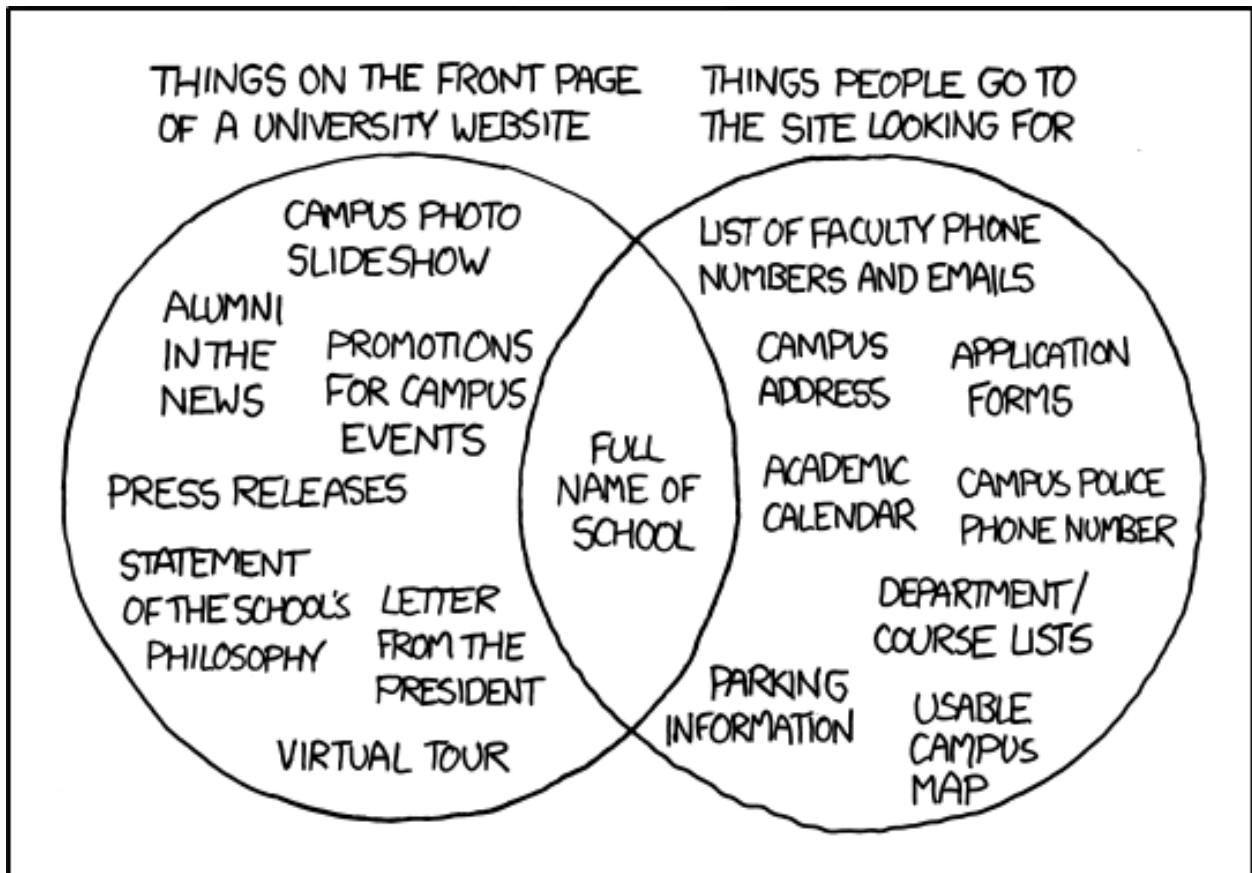 THINGS ON THE FRONT PAGE
OF A UNIVERSITY WEBSITE
THINGS PEOPLE GO TO
THE SITE LOOKING FOR
CAMPUS PHOTO
SLIDESHOW
ALUMNI
IN THE
NEWS
PROMOTIONS
FOR CAMPUS
EVENTS
PRESS RELEASES
STATEMENT
OF THE SCHOOL'S
PHILOSOPHY
LETTER
FROM THE
PRESIDENT
VIRTUAL TOUR
FULL
NAME OF
SCHOOL
LIST OF FACULTY PHONE
NUMBERS AND EMAILS
CAMPUS
ADDRESS
APPLICATION
FORMS
ACADEMIC
CALENDAR
CAMPUS POLICE
PHONE NUMBER
DEPARTMENT/
COURSE LISTS
PARKING
INFORMATION
USABLE
CAMPUS
MAP